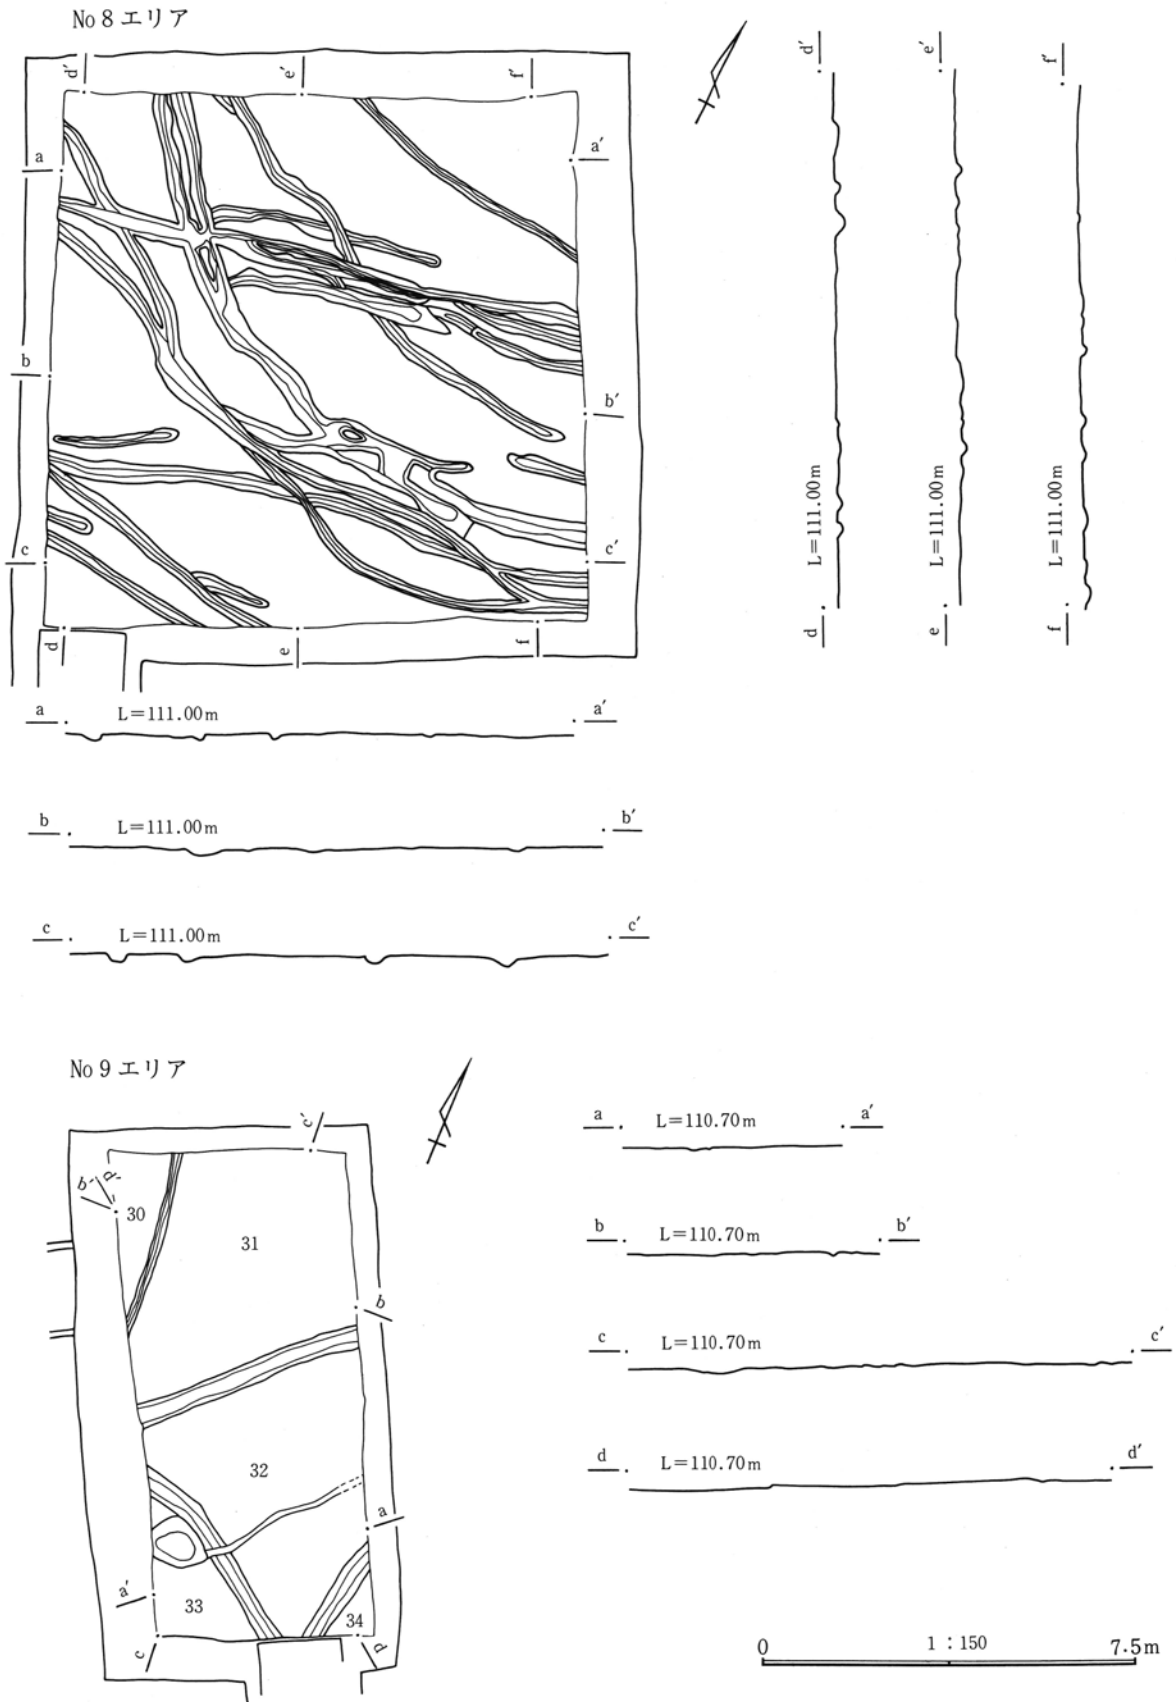 No 8 エリア
d′
e′
f′
a
a′
b
b′
c
c′
d
e
f
d′
e′
f′
L=111.00m
L=111.00m
L=111.00m
d
e
f
a
L=111.00m
a′
b
L=111.00m
b′
c
L=111.00m
c′
No 9 エリア
c′
b′
d′
30
31
b
32
a
a′
33
34
c
d
a
L=110.70m
a′
b
L=110.70m
b′
c
L=110.70m
c′
d
L=110.70m
d′
0
1:150
7.5m